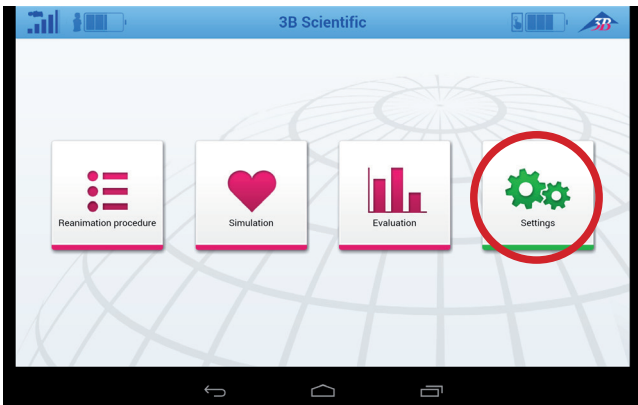 3B Scientific
3B
Reanimation procedure
Simulation
Evaluation
Settings